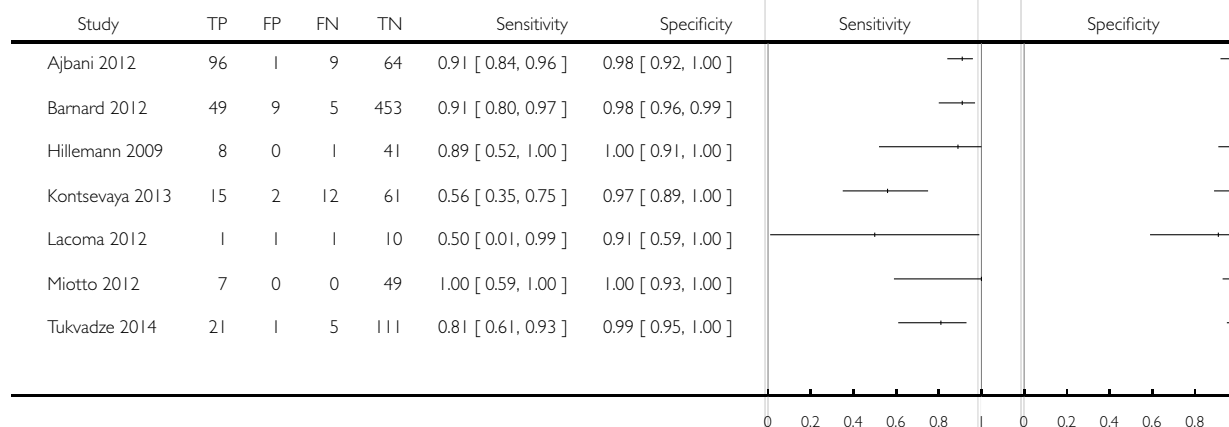 Study TP FP FN TN Sensitivity Specificity Sensitivity Specificity
Ajbani 2012 96 1 9 64 0.91 [ 0.84, 0.96 ] 0.98 [ 0.92, 1.00 ]
Barnard 2012 49 9 5 453 0.91 [ 0.80, 0.97 ] 0.98 [ 0.96, 0.99 ]
Hillemann 2009 8 0 1 41 0.89 [ 0.52, 1.00 ] 1.00 [ 0.91, 1.00 ]
Kontsevaya 2013 15 2 12 61 0.56 [ 0.35, 0.75 ] 0.97 [ 0.89, 1.00 ]
Lacoma 2012 1 1 1 10 0.50 [ 0.01, 0.99 ] 0.91 [ 0.59, 1.00 ]
Miotto 2012 7 0 0 49 1.00 [ 0.59, 1.00 ] 1.00 [ 0.93, 1.00 ]
Tukvadze 2014 21 1 5 111 0.81 [ 0.61, 0.93 ] 0.99 [ 0.95, 1.00 ]
0 0.2 0.4 0.6 0.8 1 0 0.2 0.4 0.6 0.8